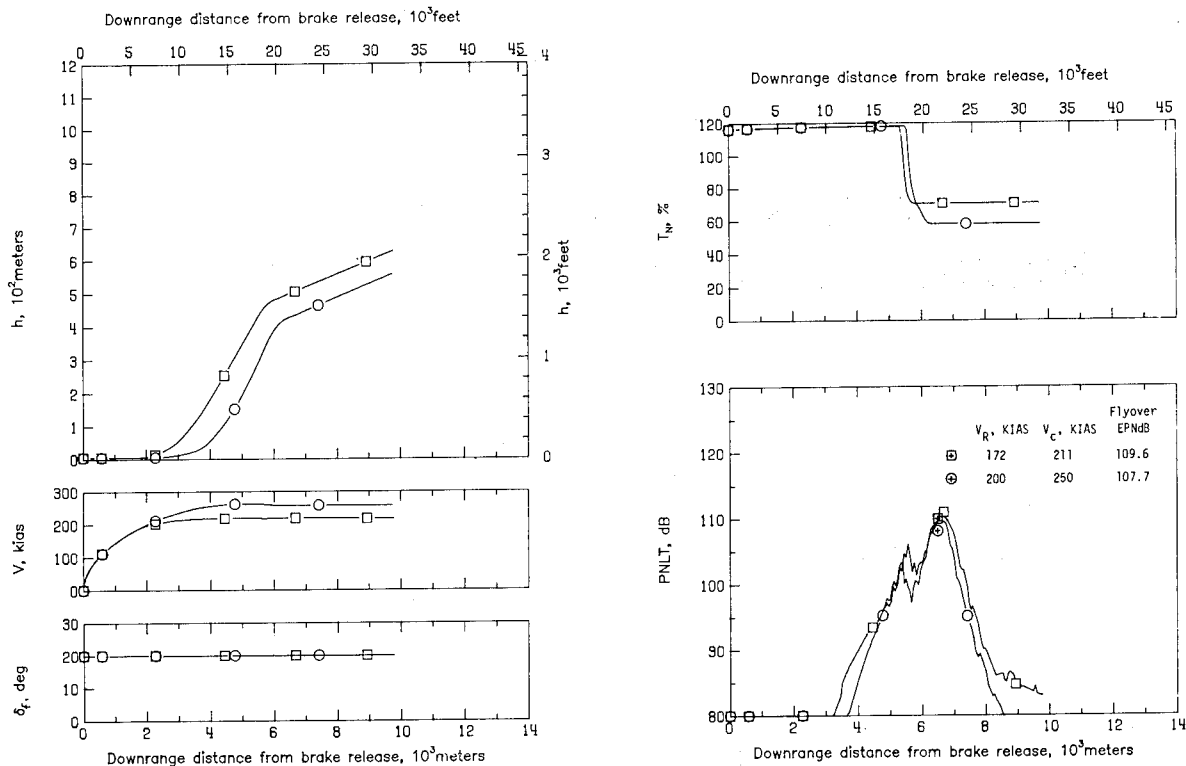 Downrange distance from brake release, 10³feet
0 5 10 15 20 25 30 35 40 45
12
11
10
9
8
7
6
5
4
3
2
1
0
h, 10²meters
4
3
2
1
0
h, 10³feet
300
200
100
0
V, kias
30
20
10
0
δf, deg
0 2 4 6 8 10 12 14
Downrange distance from brake release, 10³meters
Downrange distance from brake release, 10³feet
0 5 10 15 20 25 30 35 40 45
120
100
80
60
40
20
0
TN, %
130
120
110
100
90
80
PNLT, dB
Flyover
VR, KIAS Vc, KIAS EPNdB
172 211 109.6
200 250 107.7
0 2 4 6 8 10 12 14
Downrange distance from brake release, 10³meters